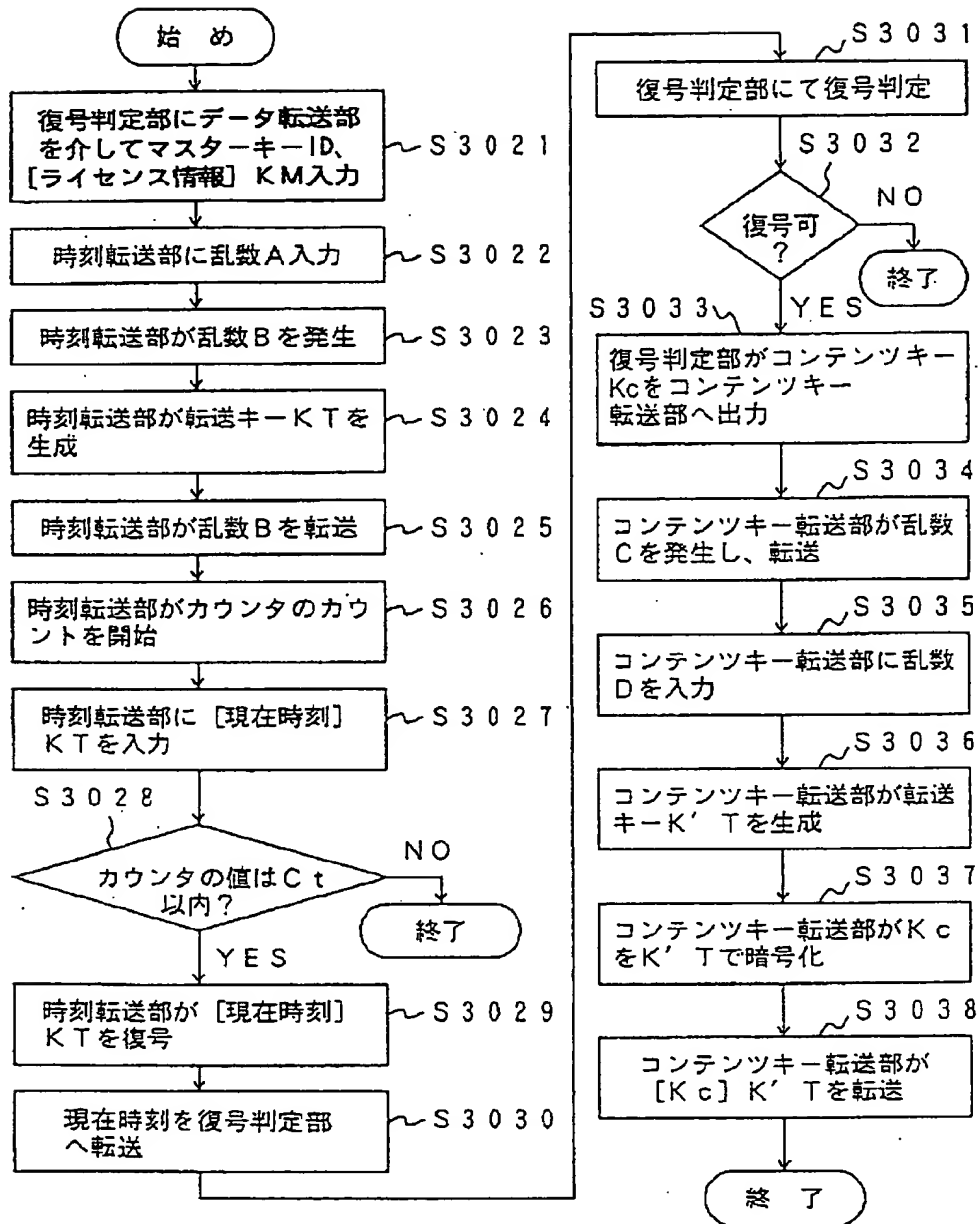 始 め
復号判定部にデータ転送部
を介してマスターキーID、
[ライセンス情報] KM入力
S3021
時刻転送部に乱数A入力
S3022
時刻転送部が乱数Bを発生
S3023
時刻転送部が転送キーKTを
生成
S3024
時刻転送部が乱数Bを転送
S3025
時刻転送部がカウンタのカウ
ントを開始
S3026
時刻転送部に [現在時刻]
KTを入力
S3027
S3028
カウンタの値はCt
以内?
NO
終了
YES
時刻転送部が [現在時刻]
KTを復号
S3029
現在時刻を復号判定部
へ転送
S3030
S3031
復号判定部にて復号判定
S3032
復号可
?
NO
終了
YES
S3033
復号判定部がコンテンツキー
Kcをコンテンツキー
転送部へ出力
S3034
コンテンツキー転送部が乱数
Cを発生し、転送
S3035
コンテンツキー転送部に乱数
Dを入力
S3036
コンテンツキー転送部が転送
キーK′Tを生成
S3037
コンテンツキー転送部がKc
をK′Tで暗号化
S3038
コンテンツキー転送部が
[Kc] K′Tを転送
終 了